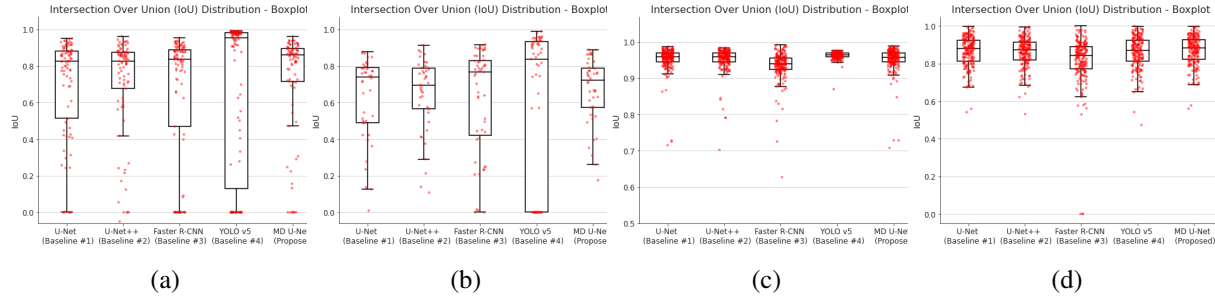 Intersection Over Union (IoU) Distribution - Boxplot
IoU
1.0
0.8
0.6
0.4
0.2
0.0
U-Net
(Baseline #1)
U-Net++
(Baseline #2)
Faster R-CNN
(Baseline #3)
YOLO v5
(Baseline #4)
MD U-Net
(Propose
(a)
Intersection Over Union (IoU) Distribution - Boxplot
IoU
1.0
0.8
0.6
0.4
0.2
0.0
U-Net
(Baseline #1)
U-Net++
(Baseline #2)
Faster R-CNN
(Baseline #3)
YOLO v5
(Baseline #4)
MD U-Ne
(Propose
(b)
Intersection Over Union (IoU) Distribution - Boxplot
IoU
1.0
0.9
0.8
0.7
0.6
0.5
U-Net
(Baseline #1)
U-Net++
(Baseline #2)
Faster R-CNN
(Baseline #3)
YOLO v5
(Baseline #4)
MD U-Net
(Propose
(c)
Intersection Over Union (IoU) Distribution - Boxplot
IoU
1.0
0.8
0.6
0.4
0.2
0.0
U-Net
(Baseline #1)
U-Net++
(Baseline #2)
Faster R-CNN
(Baseline #3)
YOLO v5
(Baseline #4)
MD U-Net
(Proposed)
(d)